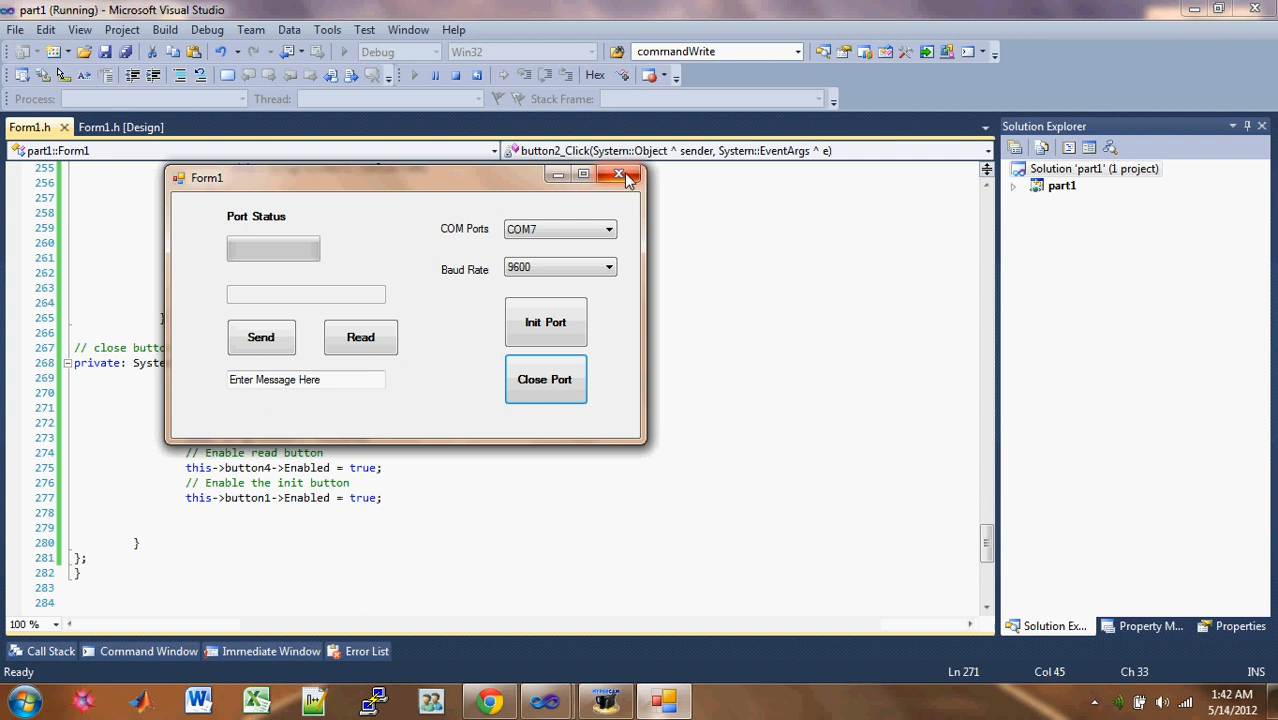 part1 (Running) - Microsoft Visual Studio
File Edit View Project Build Debug Team Data Tools Test Window Help
Debug Win32 commandWrite
Hex
Process: Thread: Stack Frame:
Form1.h Form1.h [Design]
part1::Form1 button2_Click(System::Object ^ sender, System::EventArgs ^ e)
Solution Explorer
Solution 'part1' (1 project)
part1
255
256
257
258
259
260
261
262
263
264
265 }
266
267 // close butto
268 private: Syste
269
270
271
272
273
274 // Enable read button
275 this->button4->Enabled = true;
276 // Enable the init button
277 this->button1->Enabled = true;
278
279
280 }
281 };
282 }
283
284
Form1
Port Status
COM Ports COM7
Baud Rate 9600
Init Port
Send Read
Close Port
Enter Message Here
100 %
Solution Ex... Property M... Properties
Call Stack Command Window Immediate Window Error List
Ready Ln 271 Col 45 Ch 33 INS
HYPERCAM
1:42 AM
5/14/2012